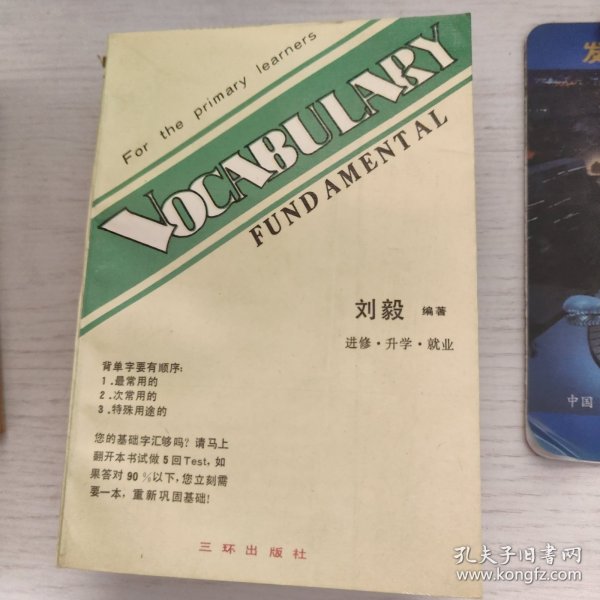 For the primary learners
VOCABULARY
FUNDAMENTAL
刘毅 编著
进修·升学·就业
背单字要有顺序:
1.最常用的
2.次常用的
3.特殊用途的
您的基础字汇够吗?请马上
翻开本书试做5回Test,如
果答对90%以下,您立刻需
要一本,重新巩固基础!
三环出版社
发
中国
孔夫子旧书网
www.kongfz.com